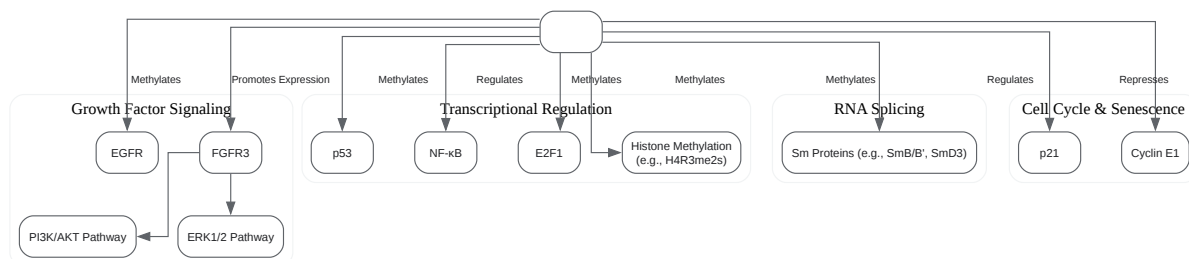 Methylates
Promotes Expression
Methylates
Regulates
Methylates
Methylates
Methylates
Regulates
Represses
Growth Factor Signaling
Transcriptional Regulation
RNA Splicing
Cell Cycle & Senescence
EGFR
FGFR3
p53
NF-κB
E2F1
Histone Methylation
(e.g., H4R3me2s)
Sm Proteins (e.g., SmB/B', SmD3)
p21
Cyclin E1
PI3K/AKT Pathway
ERK1/2 Pathway